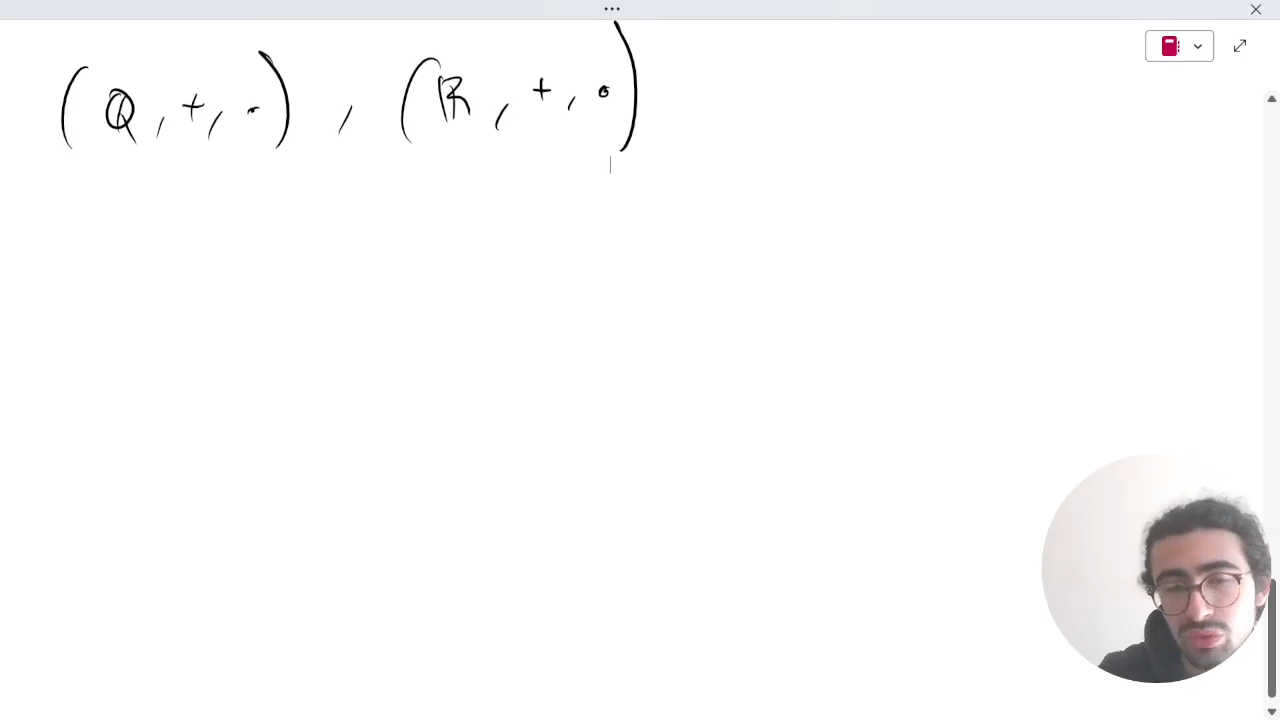 (ℚ, +, ·), (ℝ, +, ·)